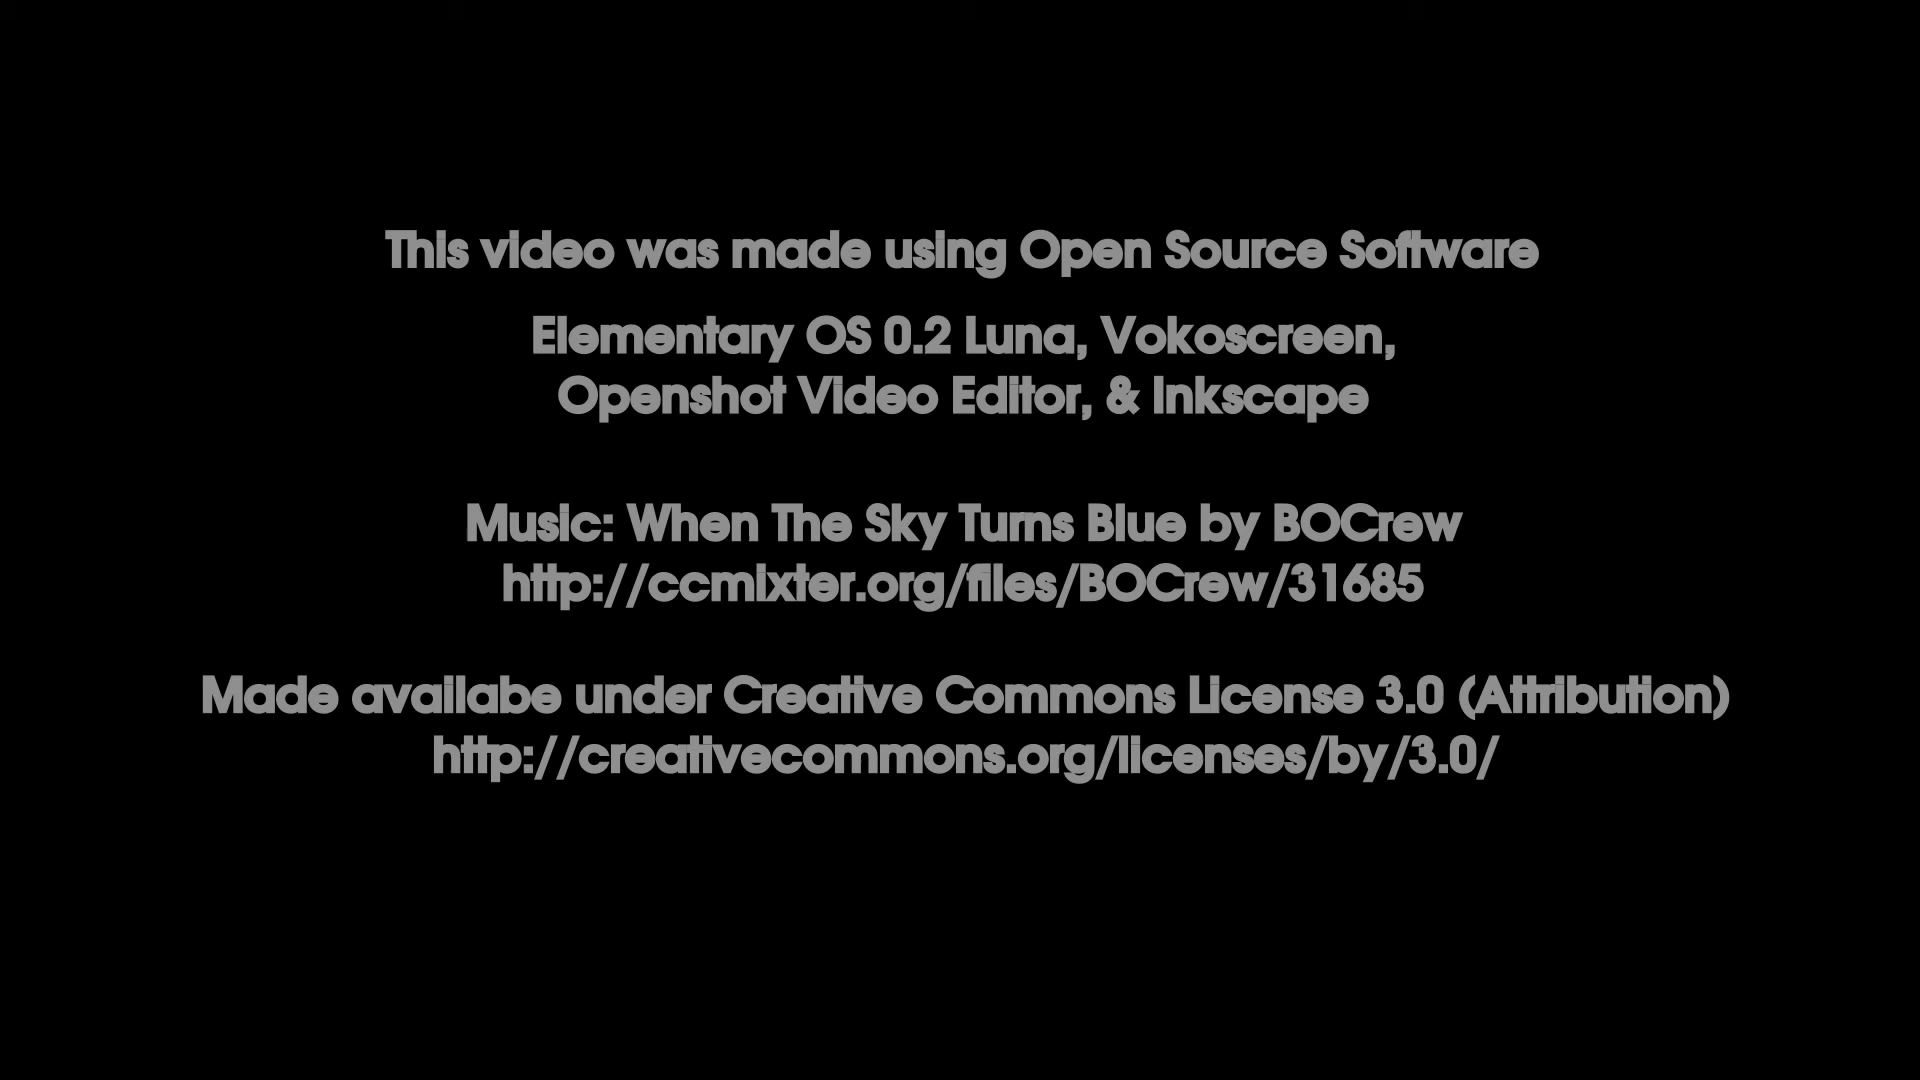 This video was made using Open Source Software
Elementary OS 0.2 Luna, Vokoscreen,
Openshot Video Editor, & Inkscape
Music: When The Sky Turns Blue by BOCrew
http://ccmixter.org/files/BOCrew/31685
Made availabe under Creative Commons License 3.0 (Attribution)
http://creativecommons.org/licenses/by/3.0/